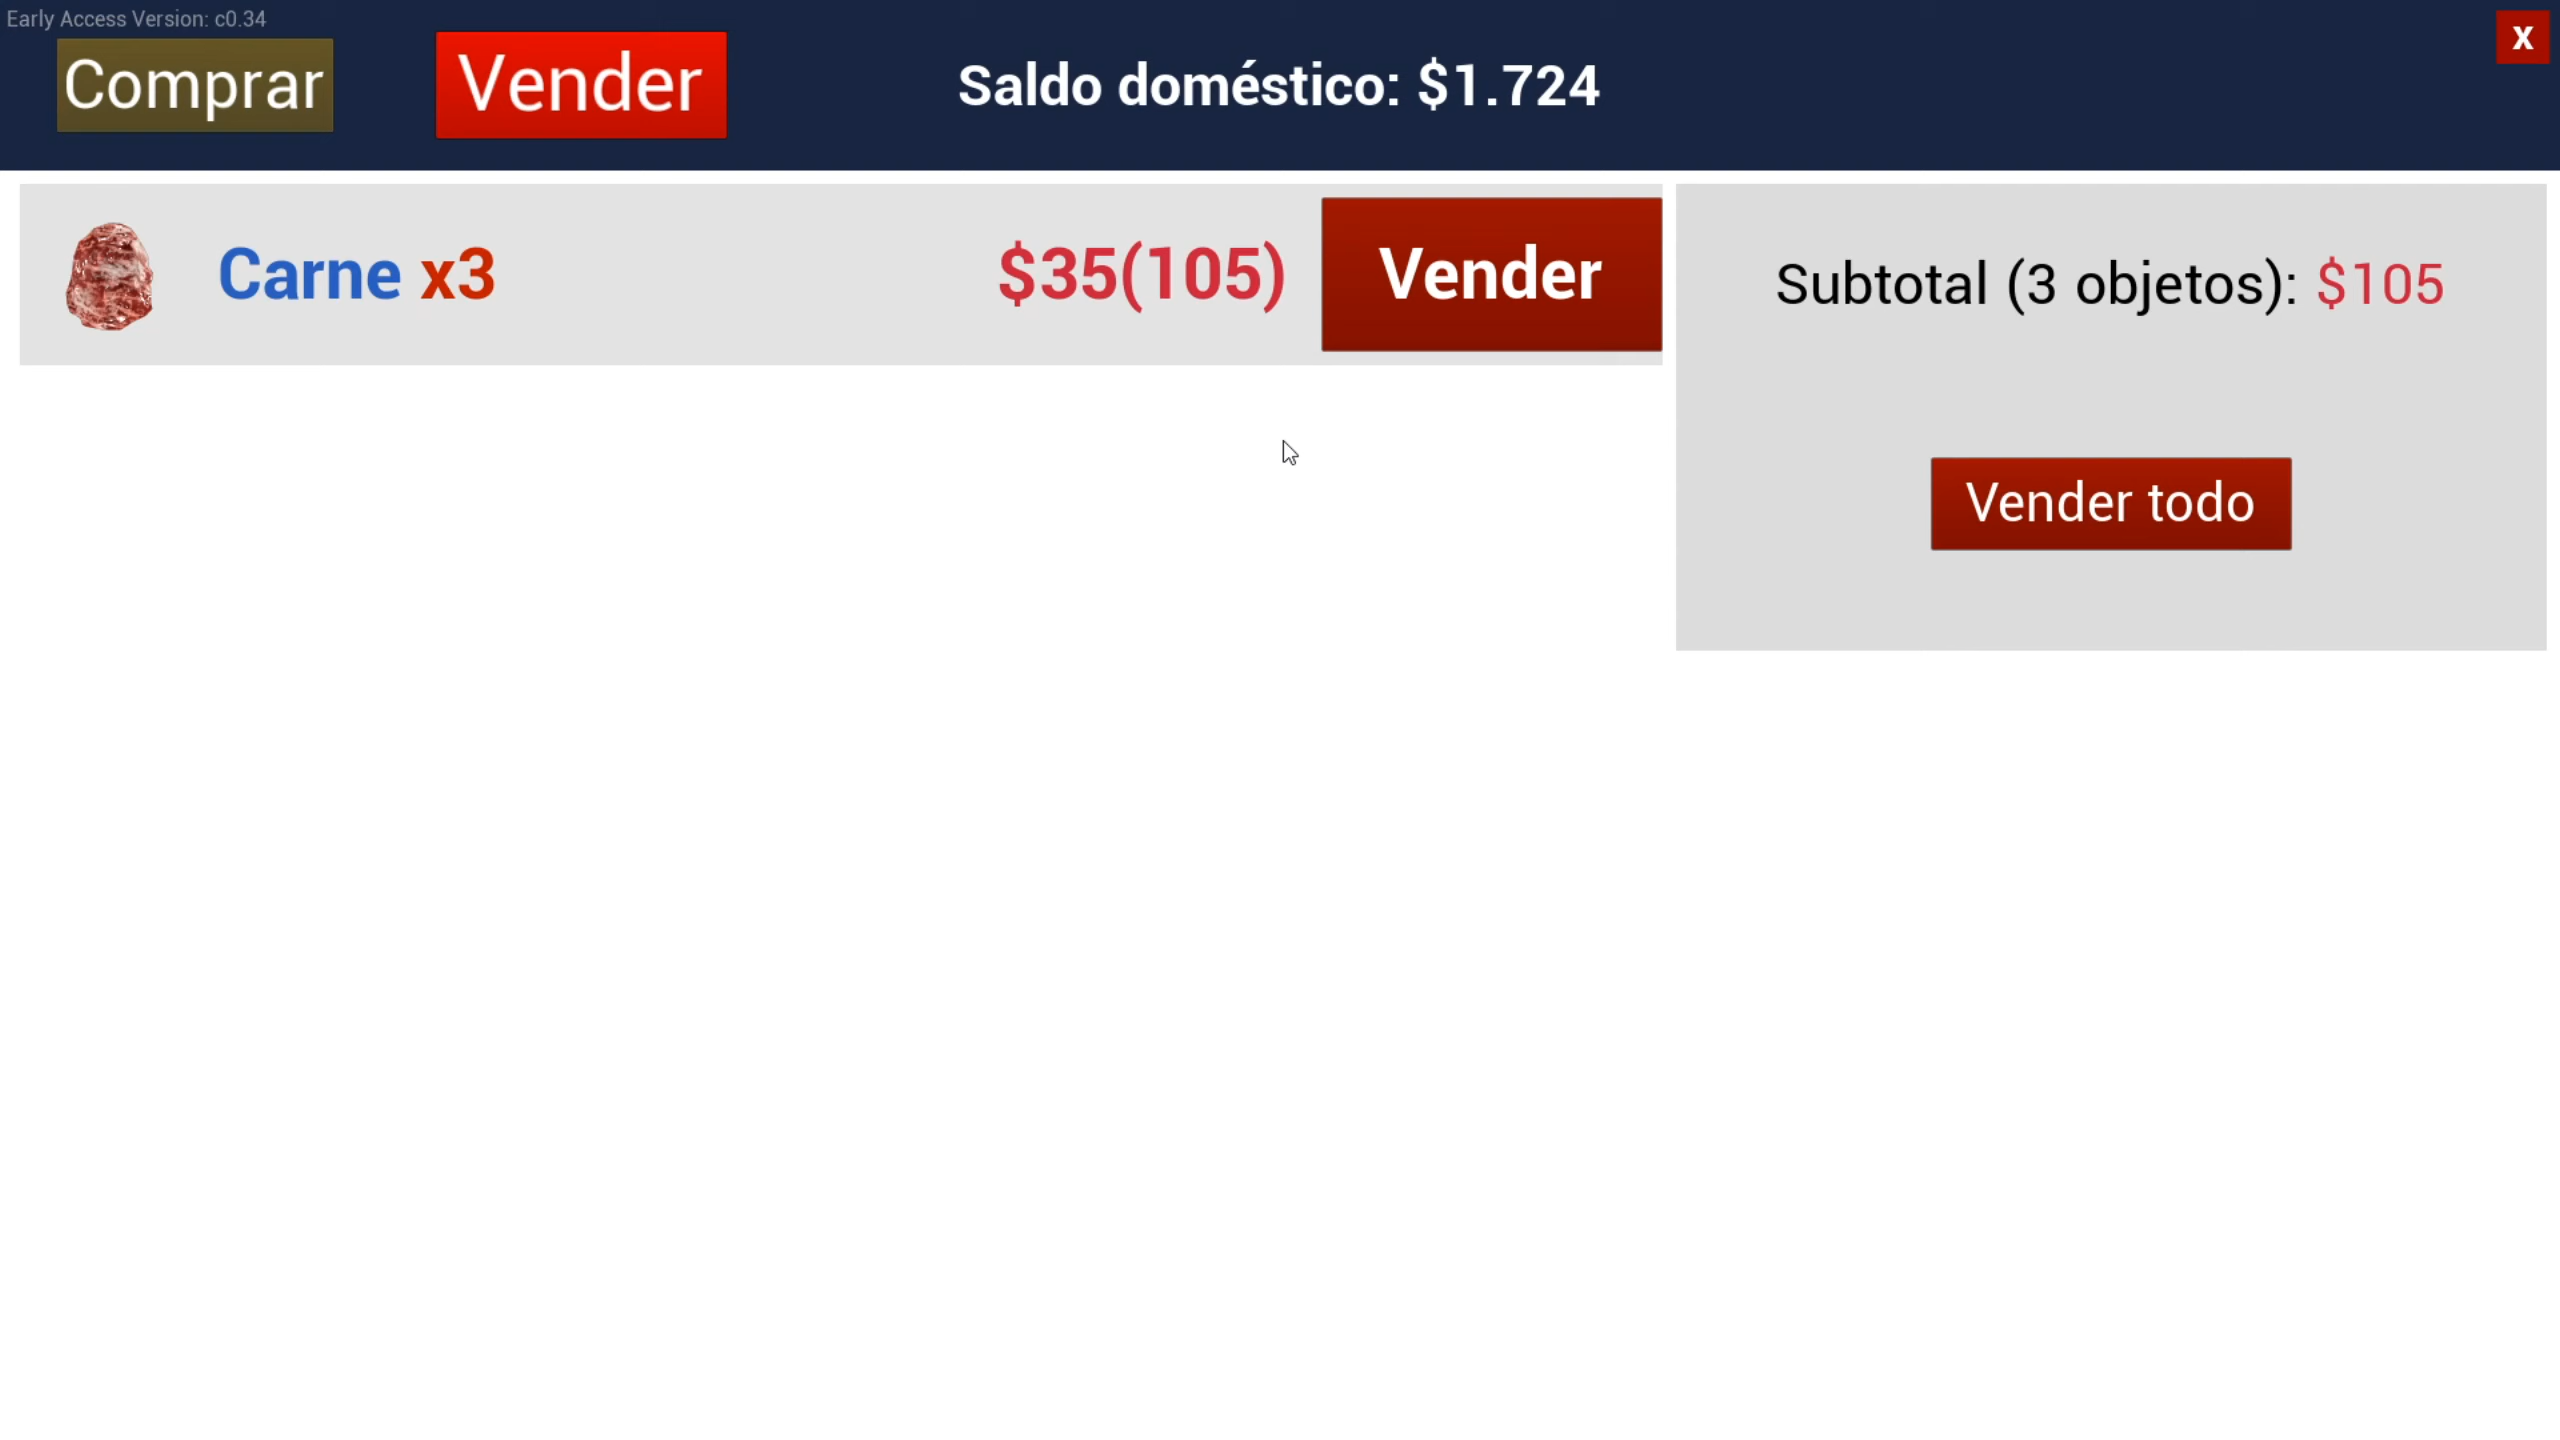 Early Access Version: c0.34
Comprar
Vender
Saldo doméstico: $1.724
x
Carne x3
$35(105)
Vender
Subtotal (3 objetos): $105
Vender todo